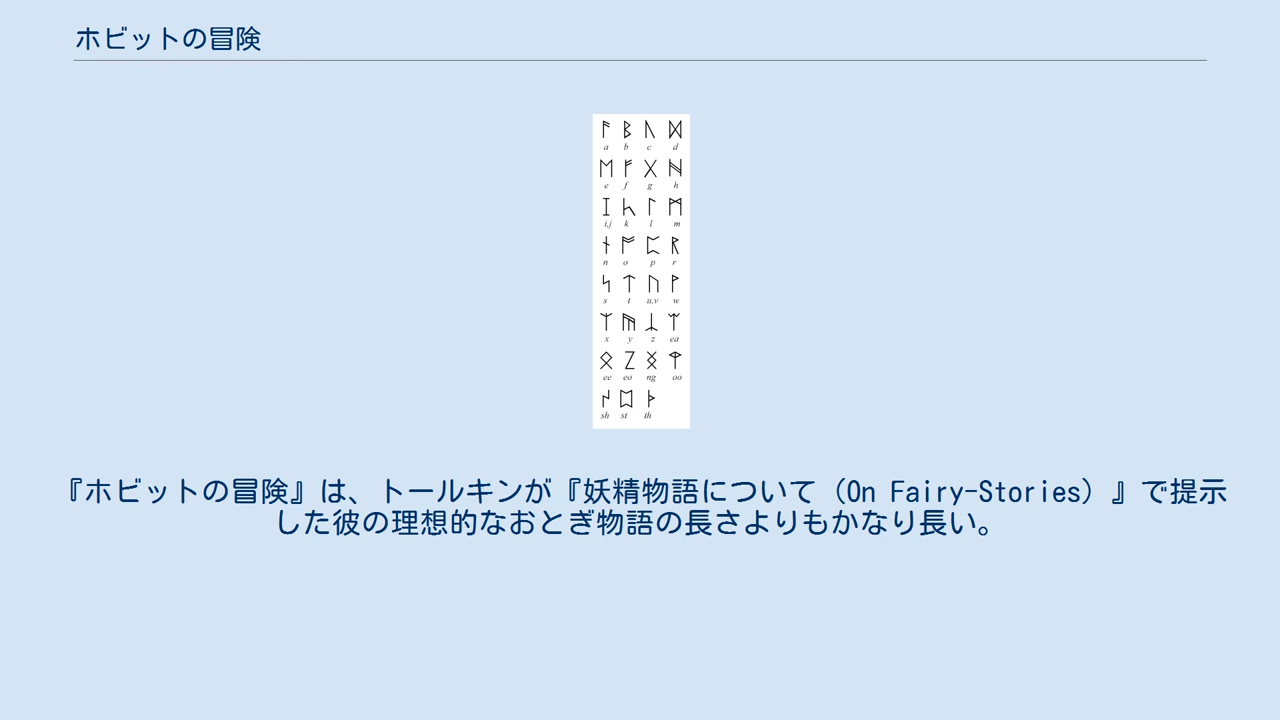 ホビットの冒険
a b c d
e f g h
i,j k l m
n o p r
s t u,v w
x y z ea
ee eo ng oo
sh st th
『ホビットの冒険』は、トールキンが『妖精物語について（On Fairy-Stories）』で提示
した彼の理想的なおとぎ物語の長さよりもかなり長い。